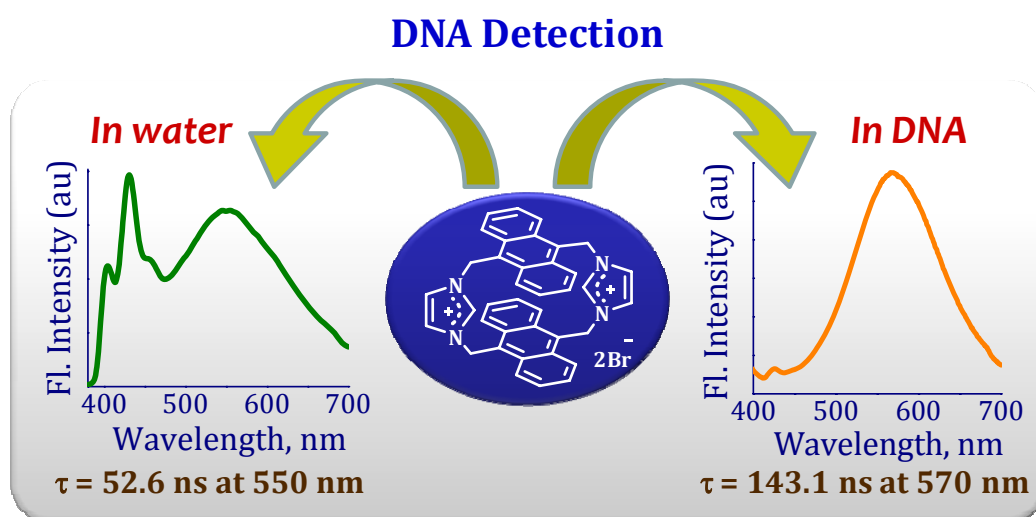 DNA Detection
In water
In DNA
Fl. Intensity (au)
400 500 600 700
Wavelength, nm
τ = 52.6 ns at 550 nm
N
N
+
+
N
N
2Br⁻
Fl. Intensity (au)
400 500 600 700
Wavelength, nm
τ = 143.1 ns at 570 nm